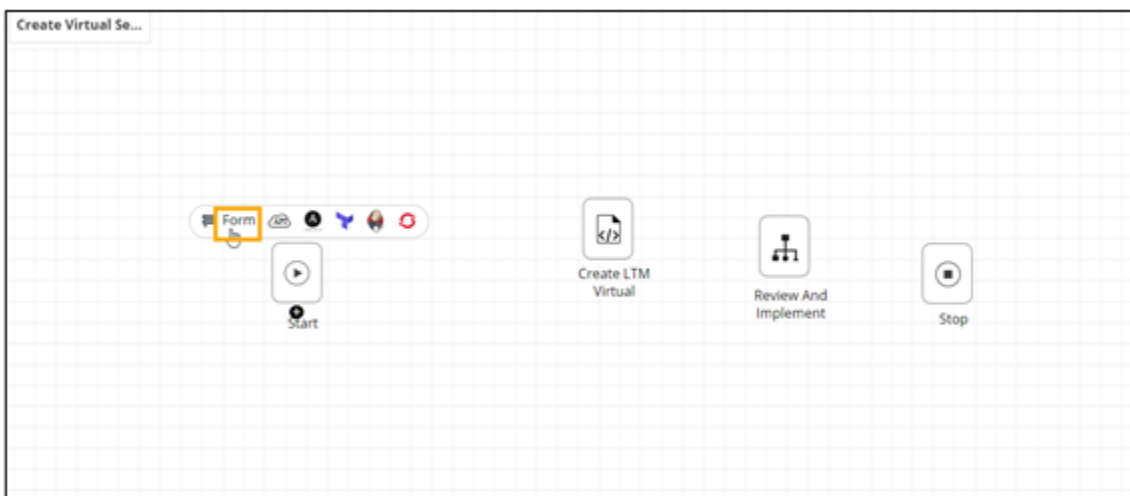 Create Virtual Se...
Form
Start
Create LTM
Virtual
Review And
Implement
Stop